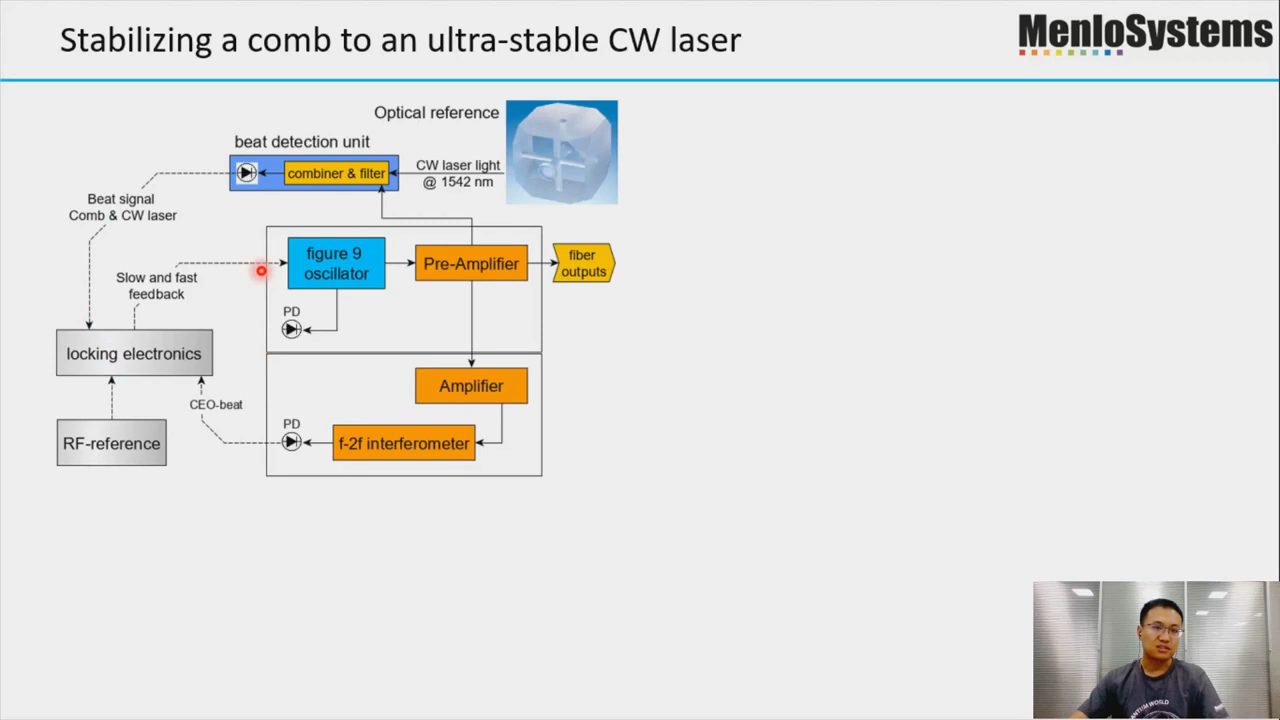 Stabilizing a comb to an ultra-stable CW laser
MenloSystems
Optical reference
beat detection unit
combiner & filter
CW laser light
@ 1542 nm
Beat signal
Comb & CW laser
figure 9
oscillator
Pre-Amplifier
fiber
outputs
Slow and fast
feedback
PD
locking electronics
Amplifier
CEO-beat
PD
RF-reference
f-2f interferometer